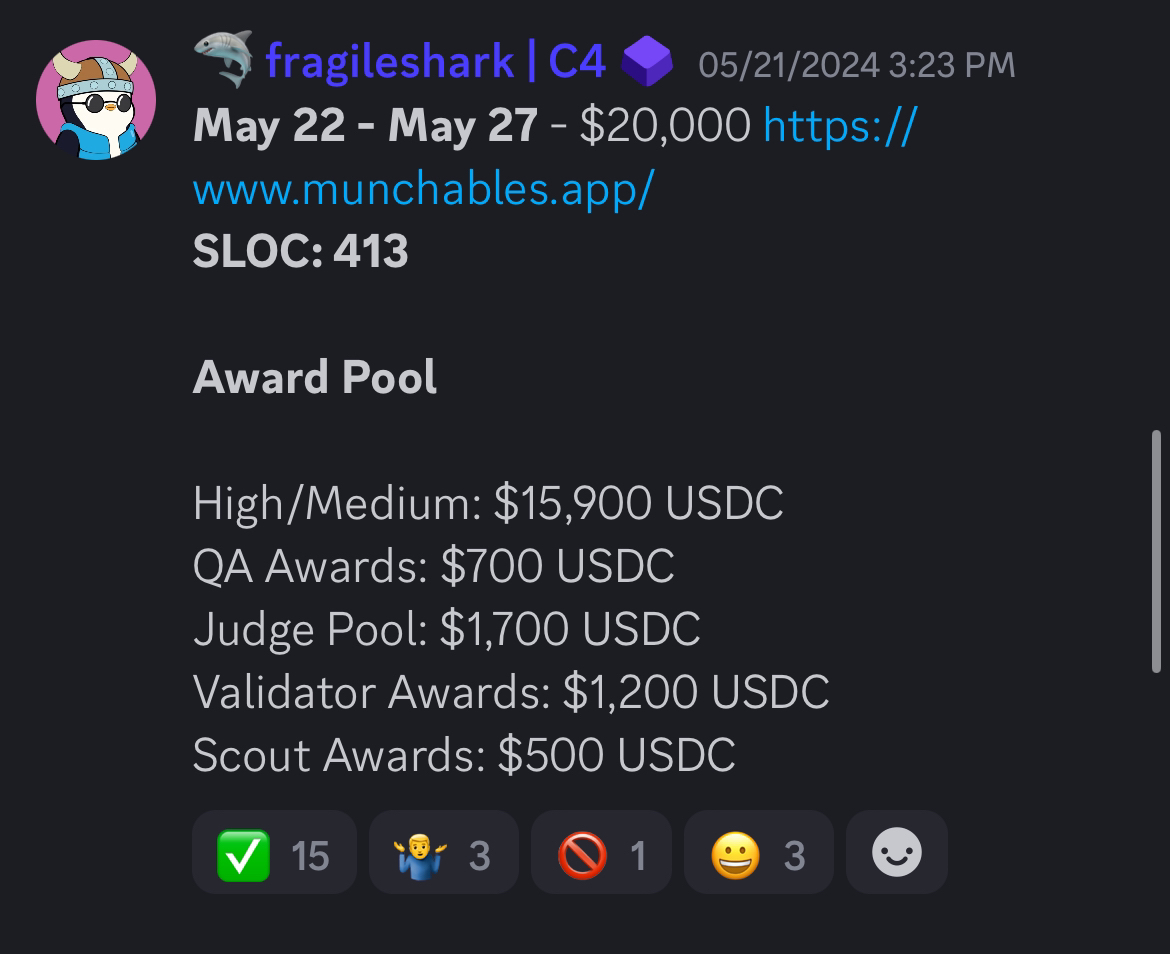 fragileshark | C4 05/21/2024 3:23 PM
May 22 - May 27 - $20,000 https://
www.munchables.app/
SLOC: 413
Award Pool
High/Medium: $15,900 USDC
QA Awards: $700 USDC
Judge Pool: $1,700 USDC
Validator Awards: $1,200 USDC
Scout Awards: $500 USDC
15 3 1 3